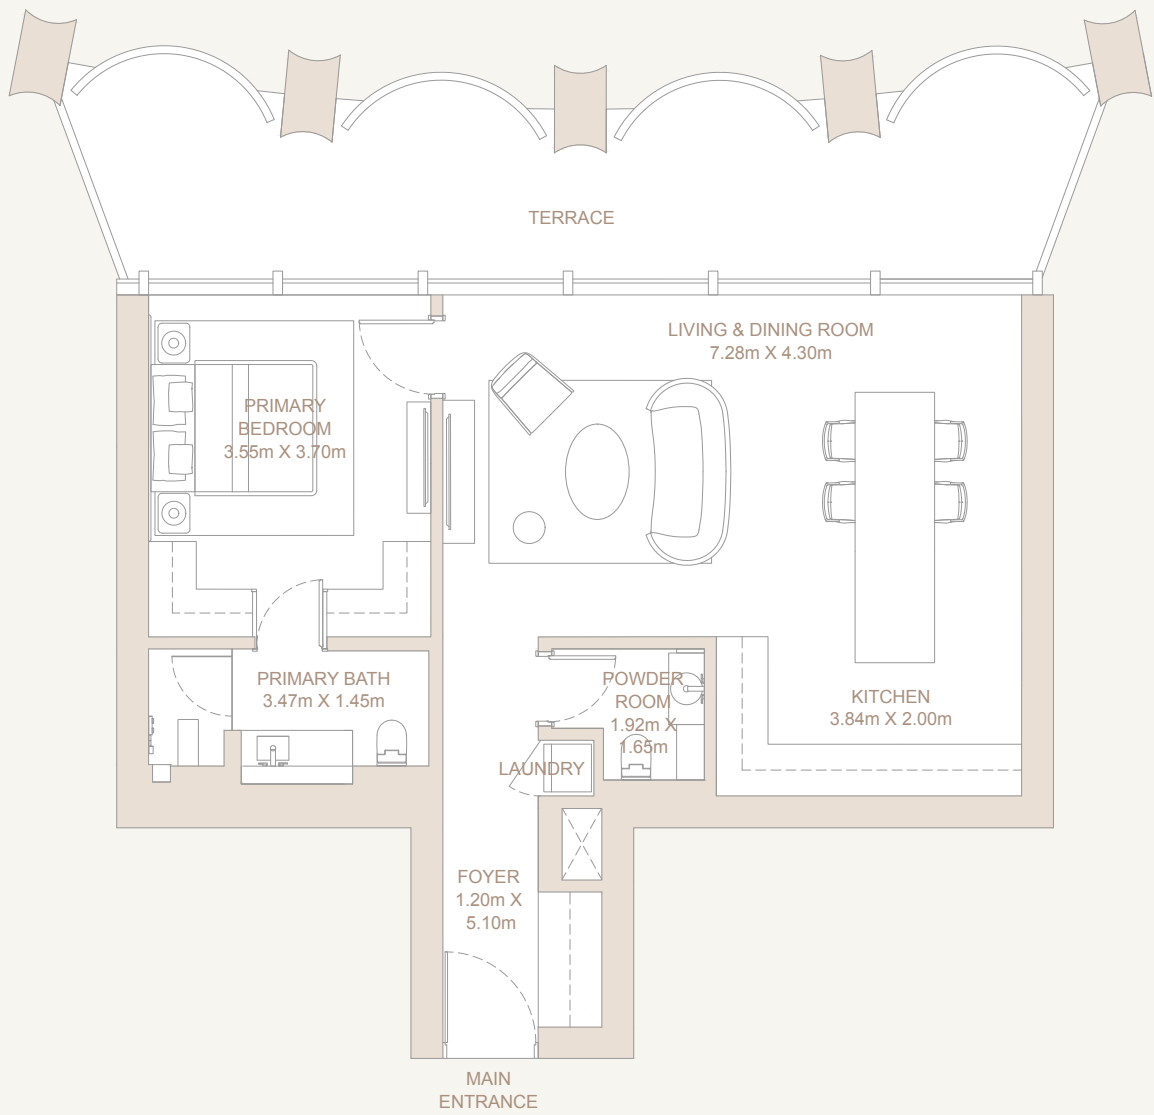 TERRACE
LIVING & DINING ROOM
7.28m X 4.30m
PRIMARY
BEDROOM
3.55m X 3.70m
PRIMARY BATH
3.47m X 1.45m
POWDER
ROOM
1.92m X
1.65m
KITCHEN
3.84m X 2.00m
LAUNDRY
FOYER
1.20m X
5.10m
MAIN
ENTRANCE